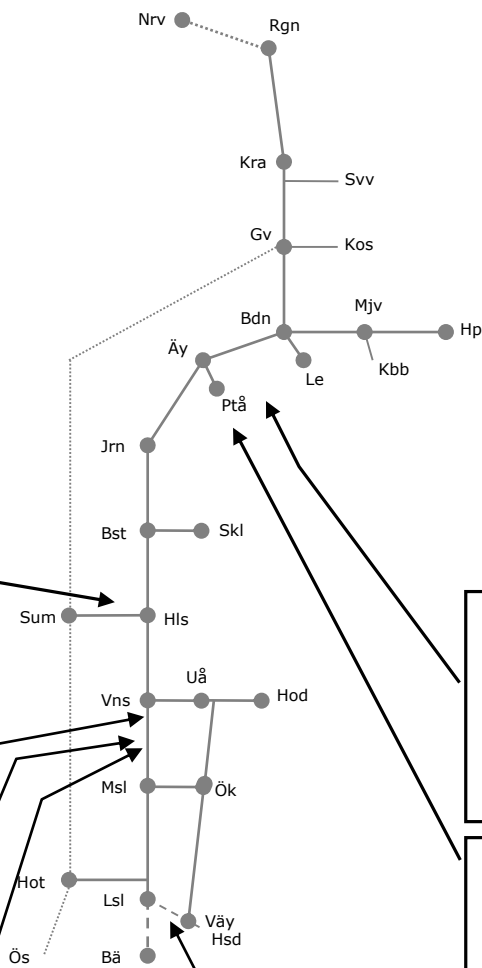 Nrv
Rgn
Kra
Svv
Gv
Kos
Bdn
Mjv
Hp
Äy
Le
Kbb
Ptå
Jrn
Bst
Skl
Sum
Hls
Uå
Vns
Hod
Msl
Ök
Hot
Lsl
Väy
Hsd
Ös
Bä